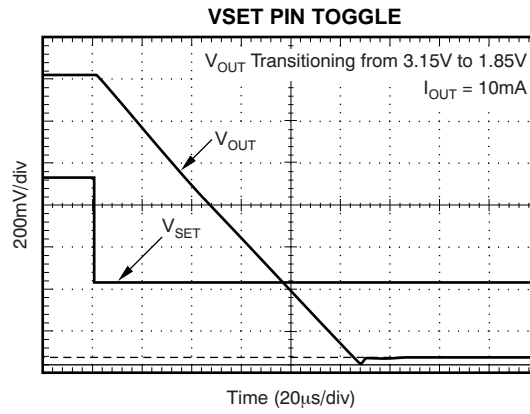 VSET PIN TOGGLE
VOUT Transitioning from 3.15V to 1.85V
IOUT = 10mA
VOUT
VSET
200mV/div
Time (20µs/div)